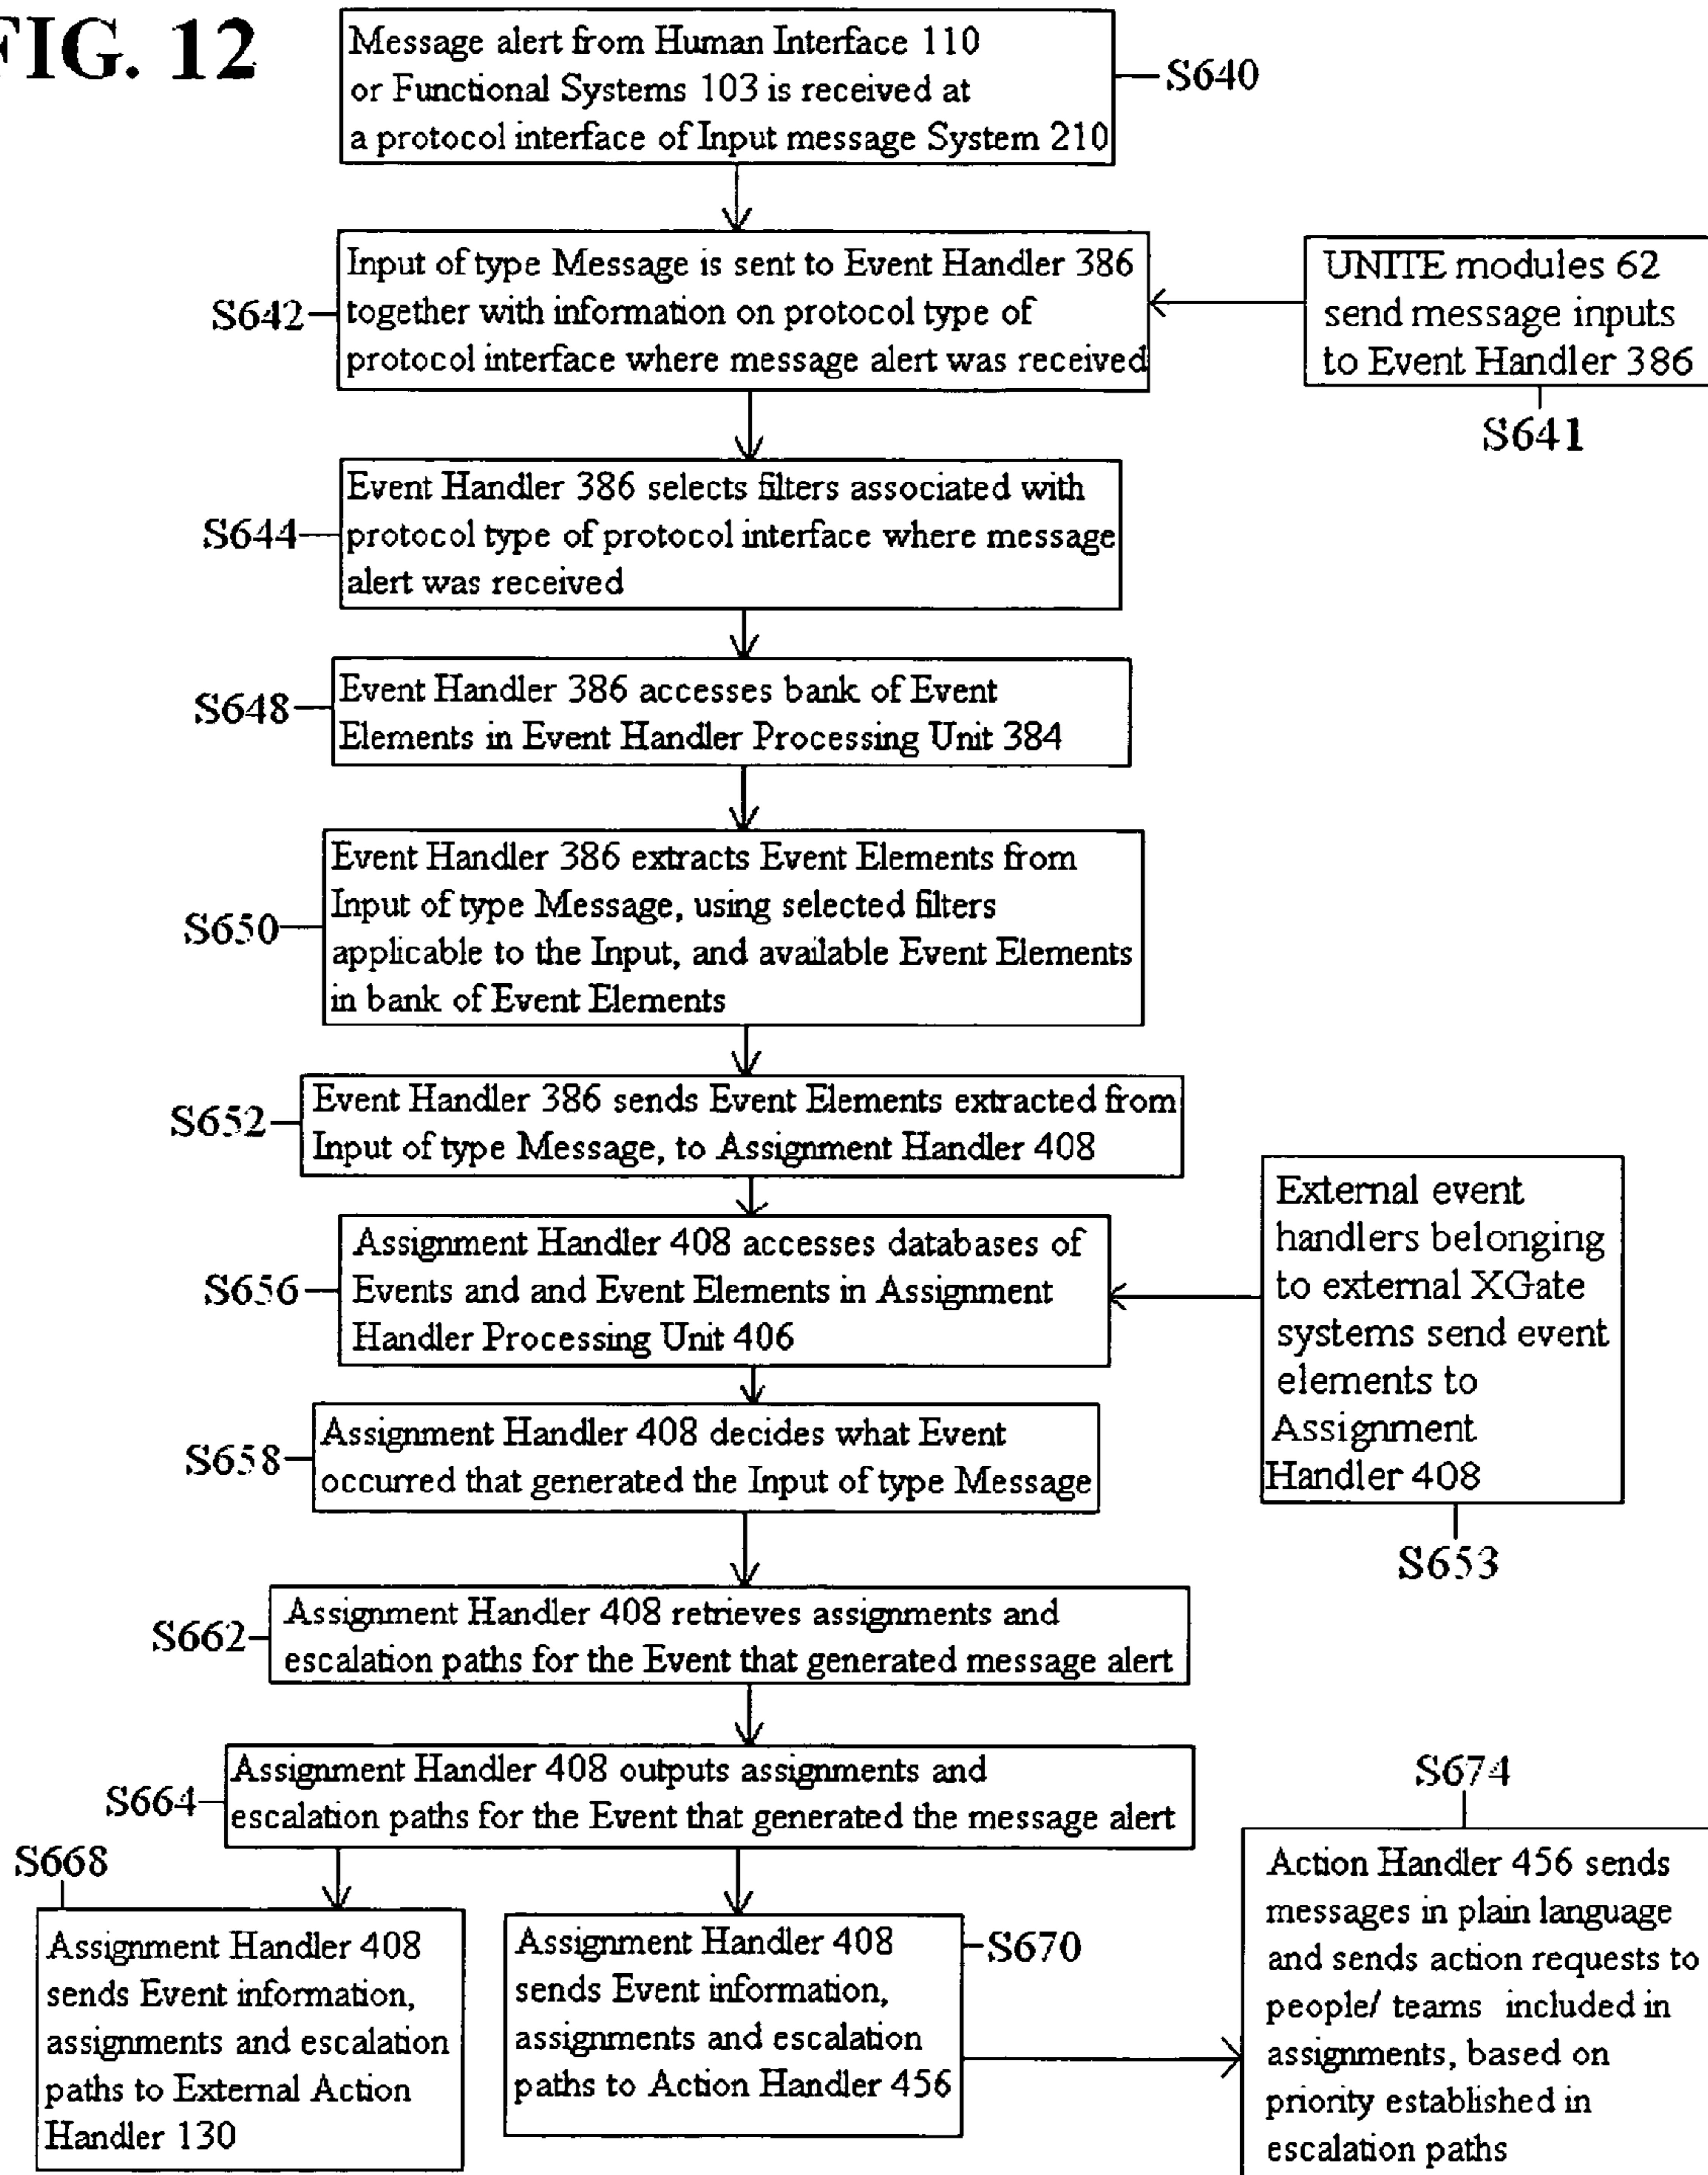 FIG. 12
Message alert from Human Interface 110
or Functional Systems 103 is received at
a protocol interface of Input message System 210
S640
Input of type Message is sent to Event Handler 386
together with information on protocol type of
protocol interface where message alert was received
S642
UNITE modules 62
send message inputs
to Event Handler 386
S641
Event Handler 386 selects filters associated with
protocol type of protocol interface where message
alert was received
S644
Event Handler 386 accesses bank of Event
Elements in Event Handler Processing Unit 384
S648
Event Handler 386 extracts Event Elements from
Input of type Message, using selected filters
applicable to the Input, and available Event Elements
in bank of Event Elements
S650
Event Handler 386 sends Event Elements extracted from
Input of type Message, to Assignment Handler 408
S652
Assignment Handler 408 accesses databases of
Events and and Event Elements in Assignment
Handler Processing Unit 406
S656
External event
handlers belonging
to external XGate
systems send event
elements to
Assignment
Handler 408
S653
Assignment Handler 408 decides what Event
occurred that generated the Input of type Message
S658
Assignment Handler 408 retrieves assignments and
escalation paths for the Event that generated message alert
S662
Assignment Handler 408 outputs assignments and
escalation paths for the Event that generated the message alert
S664
S668
Assignment Handler 408
sends Event information,
assignments and escalation
paths to External Action
Handler 130
Assignment Handler 408
sends Event information,
assignments and escalation
paths to Action Handler 456
S670
S674
Action Handler 456 sends
messages in plain language
and sends action requests to
people/ teams included in
assignments, based on
priority established in
escalation paths